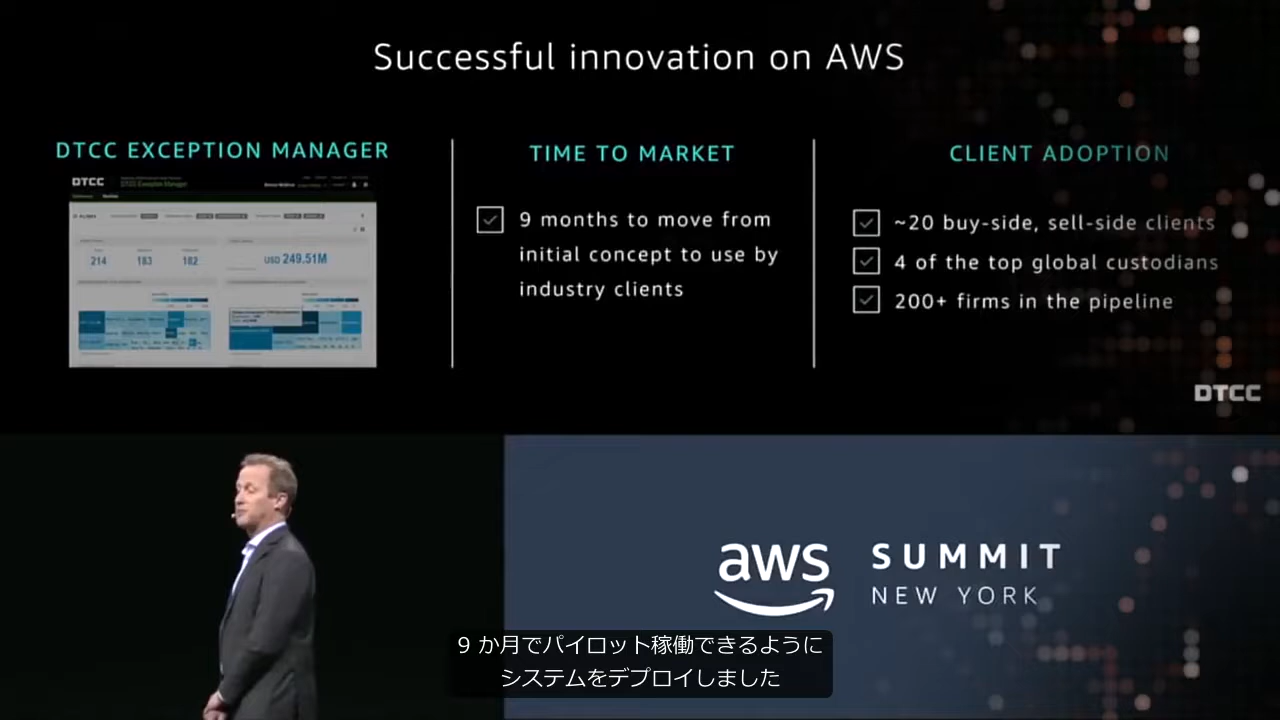 Successful innovation on AWS
DTCC EXCEPTION MANAGER
DTCC
DTCC Exception Manager
214
183
182
USD 249.51M
TIME TO MARKET
9 months to move from
initial concept to use by
industry clients
CLIENT ADOPTION
~20 buy-side, sell-side clients
4 of the top global custodians
200+ firms in the pipeline
DTCC
aws
SUMMIT
NEW YORK
9 か月でパイロット稼働できるように
システムをデプロイしました